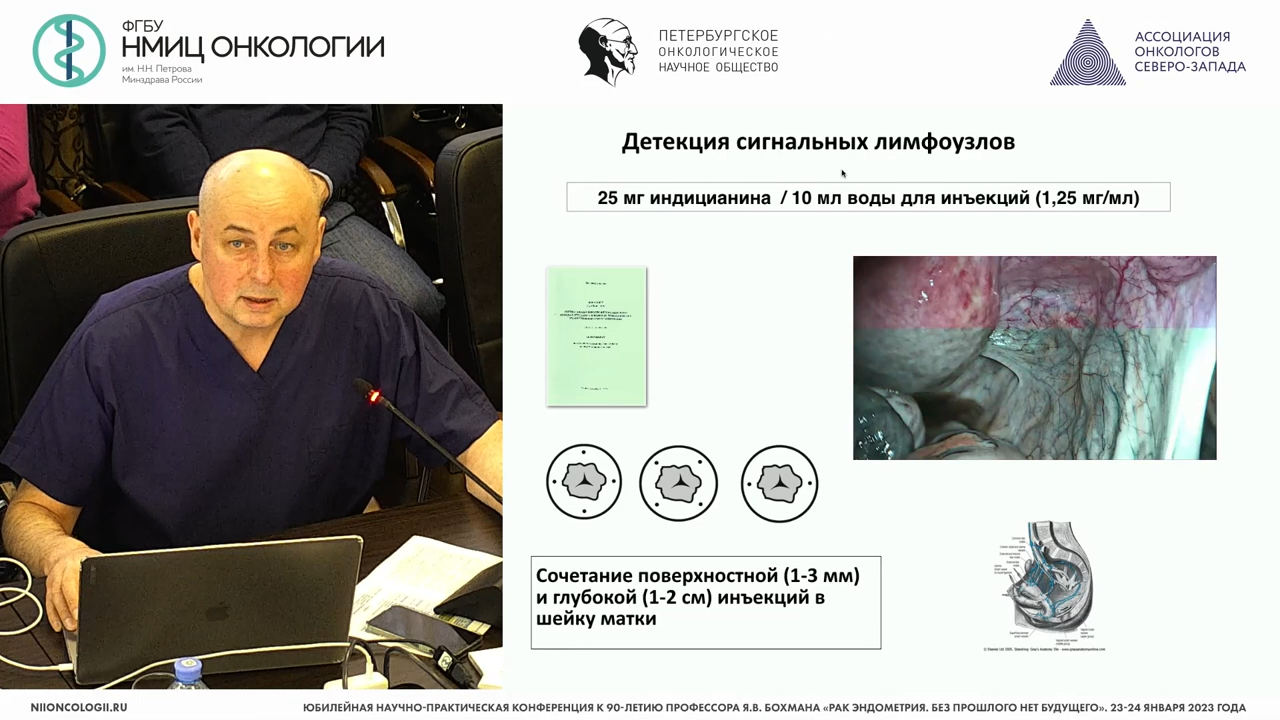 ФГБУ
НМИЦ ОНКОЛОГИИ
им. Н.Н. Петрова
Минздрава России
ПЕТЕРБУРГСКОЕ
ОНКОЛОГИЧЕСКОЕ
НАУЧНОЕ ОБЩЕСТВО
АССОЦИАЦИЯ
ОНКОЛОГОВ
СЕВЕРО-ЗАПАДА
Детекция сигнальных лимфоузлов
25 мг индицианина / 10 мл воды для инъекций (1,25 мг/мл)
Сочетание поверхностной (1-3 мм)
и глубокой (1-2 см) инъекций в
шейку матки
NIIONCOLOGII.RU
ЮБИЛЕЙНАЯ НАУЧНО-ПРАКТИЧЕСКАЯ КОНФЕРЕНЦИЯ К 90-ЛЕТИЮ ПРОФЕССОРА Я.В. БОХМАНА «РАК ЭНДОМЕТРИЯ. БЕЗ ПРОШЛОГО НЕТ БУДУЩЕГО». 23-24 ЯНВАРЯ 2023 ГОДА